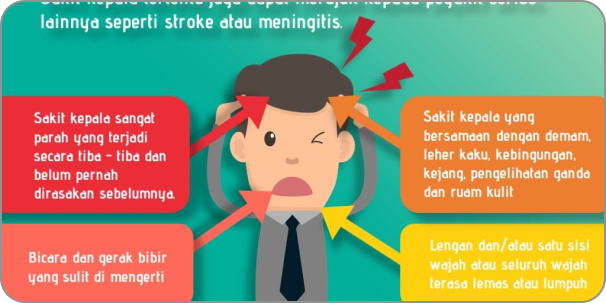 lainnya seperti stroke atau meningitis.
Sakit kepala sangat
parah yang terjadi
secara tiba - tiba dan
belum pernah
dirasakan sebelumnya.
Sakit kepala yang
bersamaan dengan demam,
leher kaku, kebingungan,
kejang, pengelihatan ganda
dan ruam kulit
Bicara dan gerak bibir
yang sulit di mengerti
Lengan dan/atau satu sisi
wajah atau seluruh wajah
terasa lemas atau lumpuh